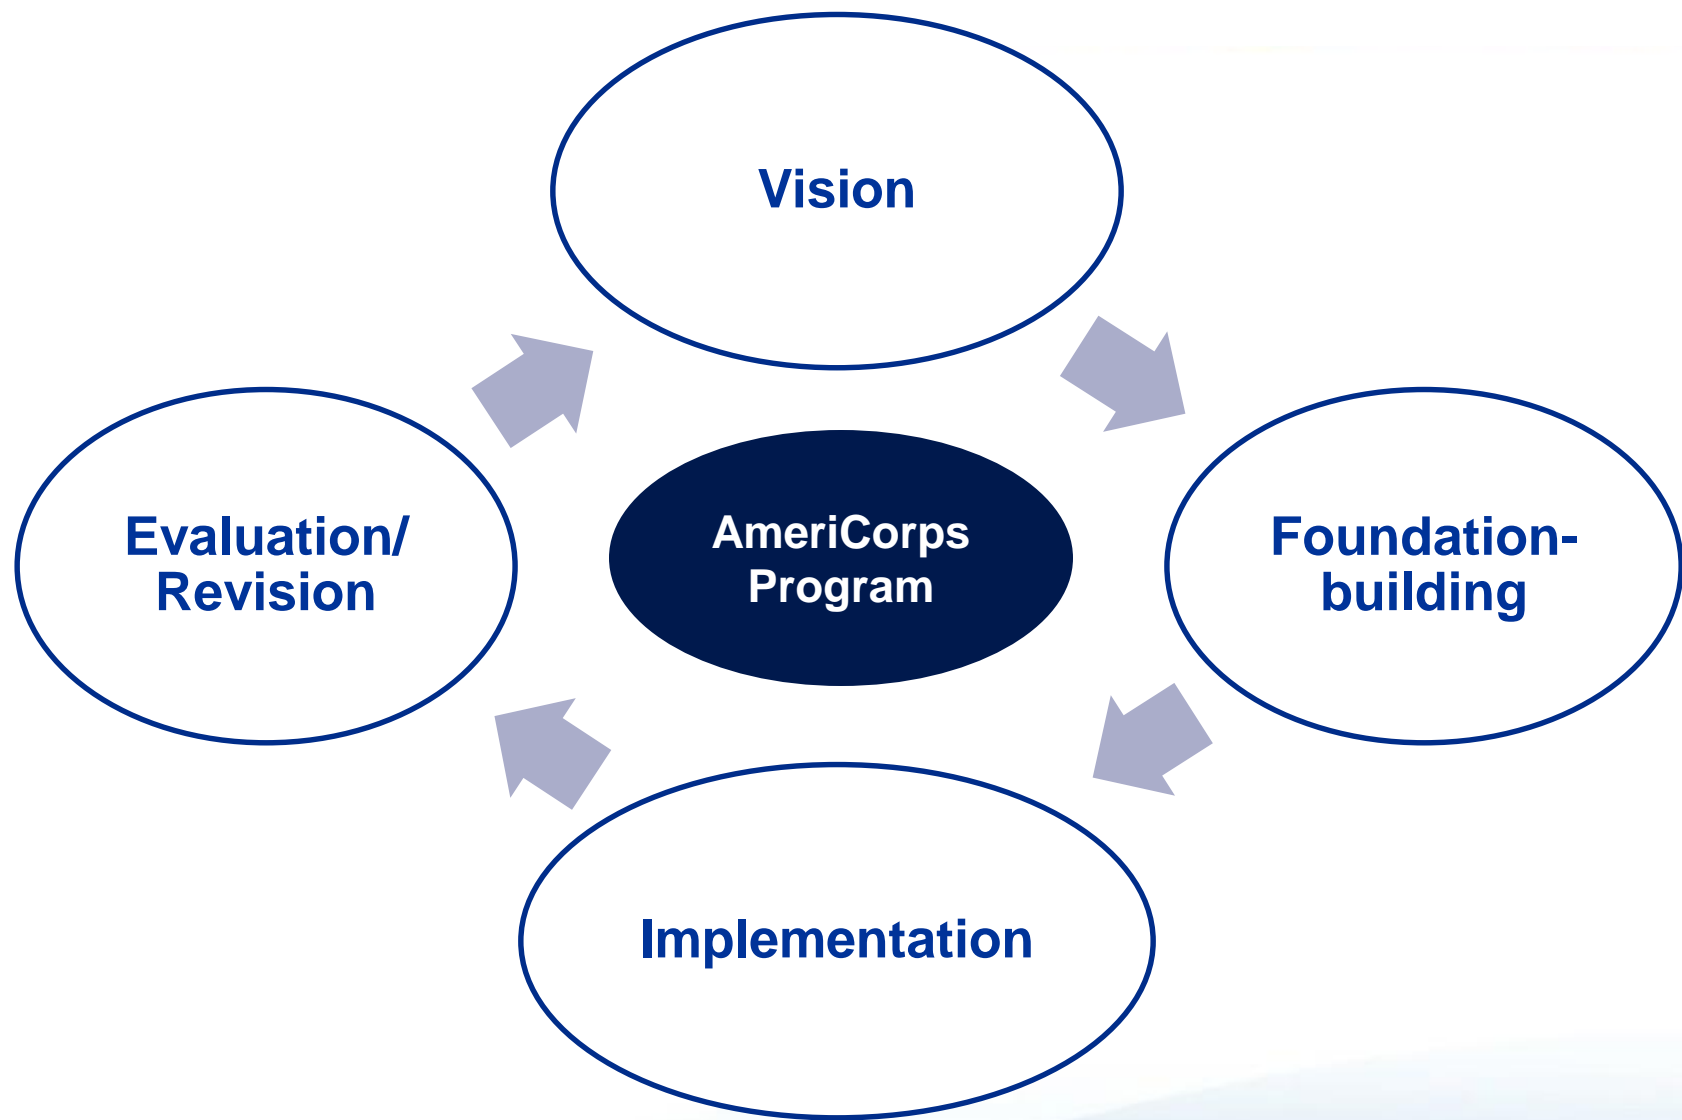 Vision
Evaluation/
Revision
AmeriCorps
Program
Foundation-
building
Implementation